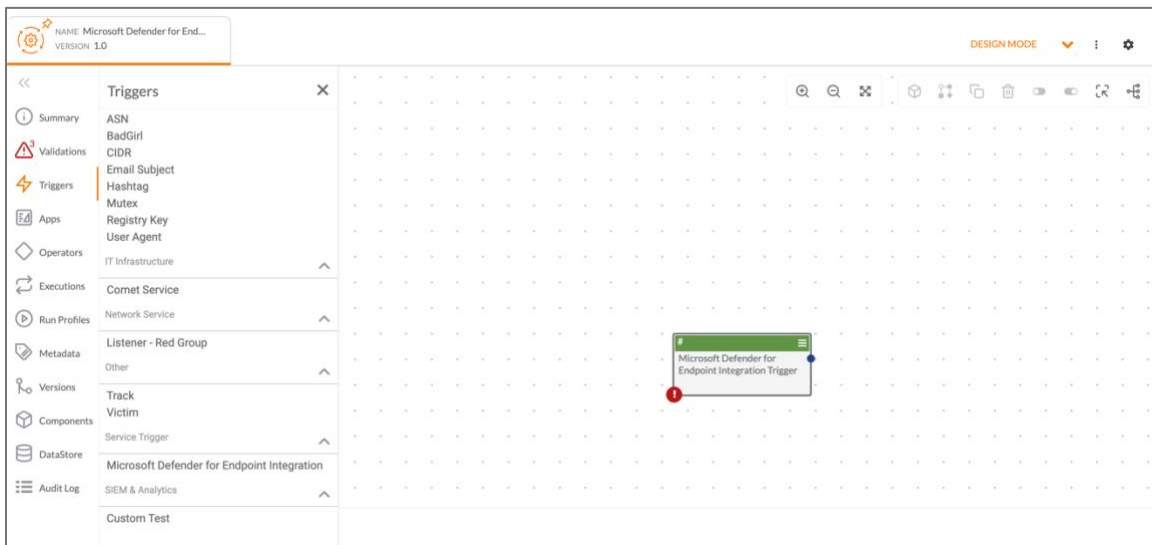 NAME Microsoft Defender for End...
VERSION 1.0
DESIGN MODE
Summary
3
Validations
Triggers
Apps
Operators
Executions
Run Profiles
Metadata
Versions
Components
DataStore
Audit Log
Triggers
ASN
BadGirl
CIDR
Email Subject
Hashtag
Mutex
Registry Key
User Agent
IT Infrastructure
Comet Service
Network Service
Listener - Red Group
Other
Track
Victim
Service Trigger
Microsoft Defender for Endpoint Integration
SIEM & Analytics
Custom Test
#
Microsoft Defender for
Endpoint Integration Trigger